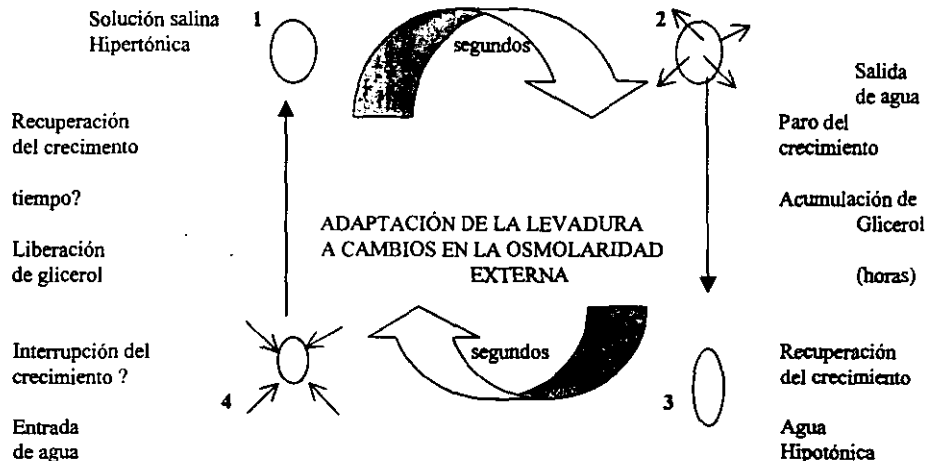 Solución salina
Hipertónica
1
segundos
2
Salida
de agua
Recuperación
del crecimento
tiempo?
Liberación
de glicerol
Paro del
crecimiento
Acumulación de
Glicerol
(horas)
ADAPTACIÓN DE LA LEVADURA
A CAMBIOS EN LA OSMOLARIDAD
EXTERNA
Interrupción del
crecimiento ?
Entrada
de agua
4
segundos
3
Recuperación
del crecimiento
Agua
Hipotónica